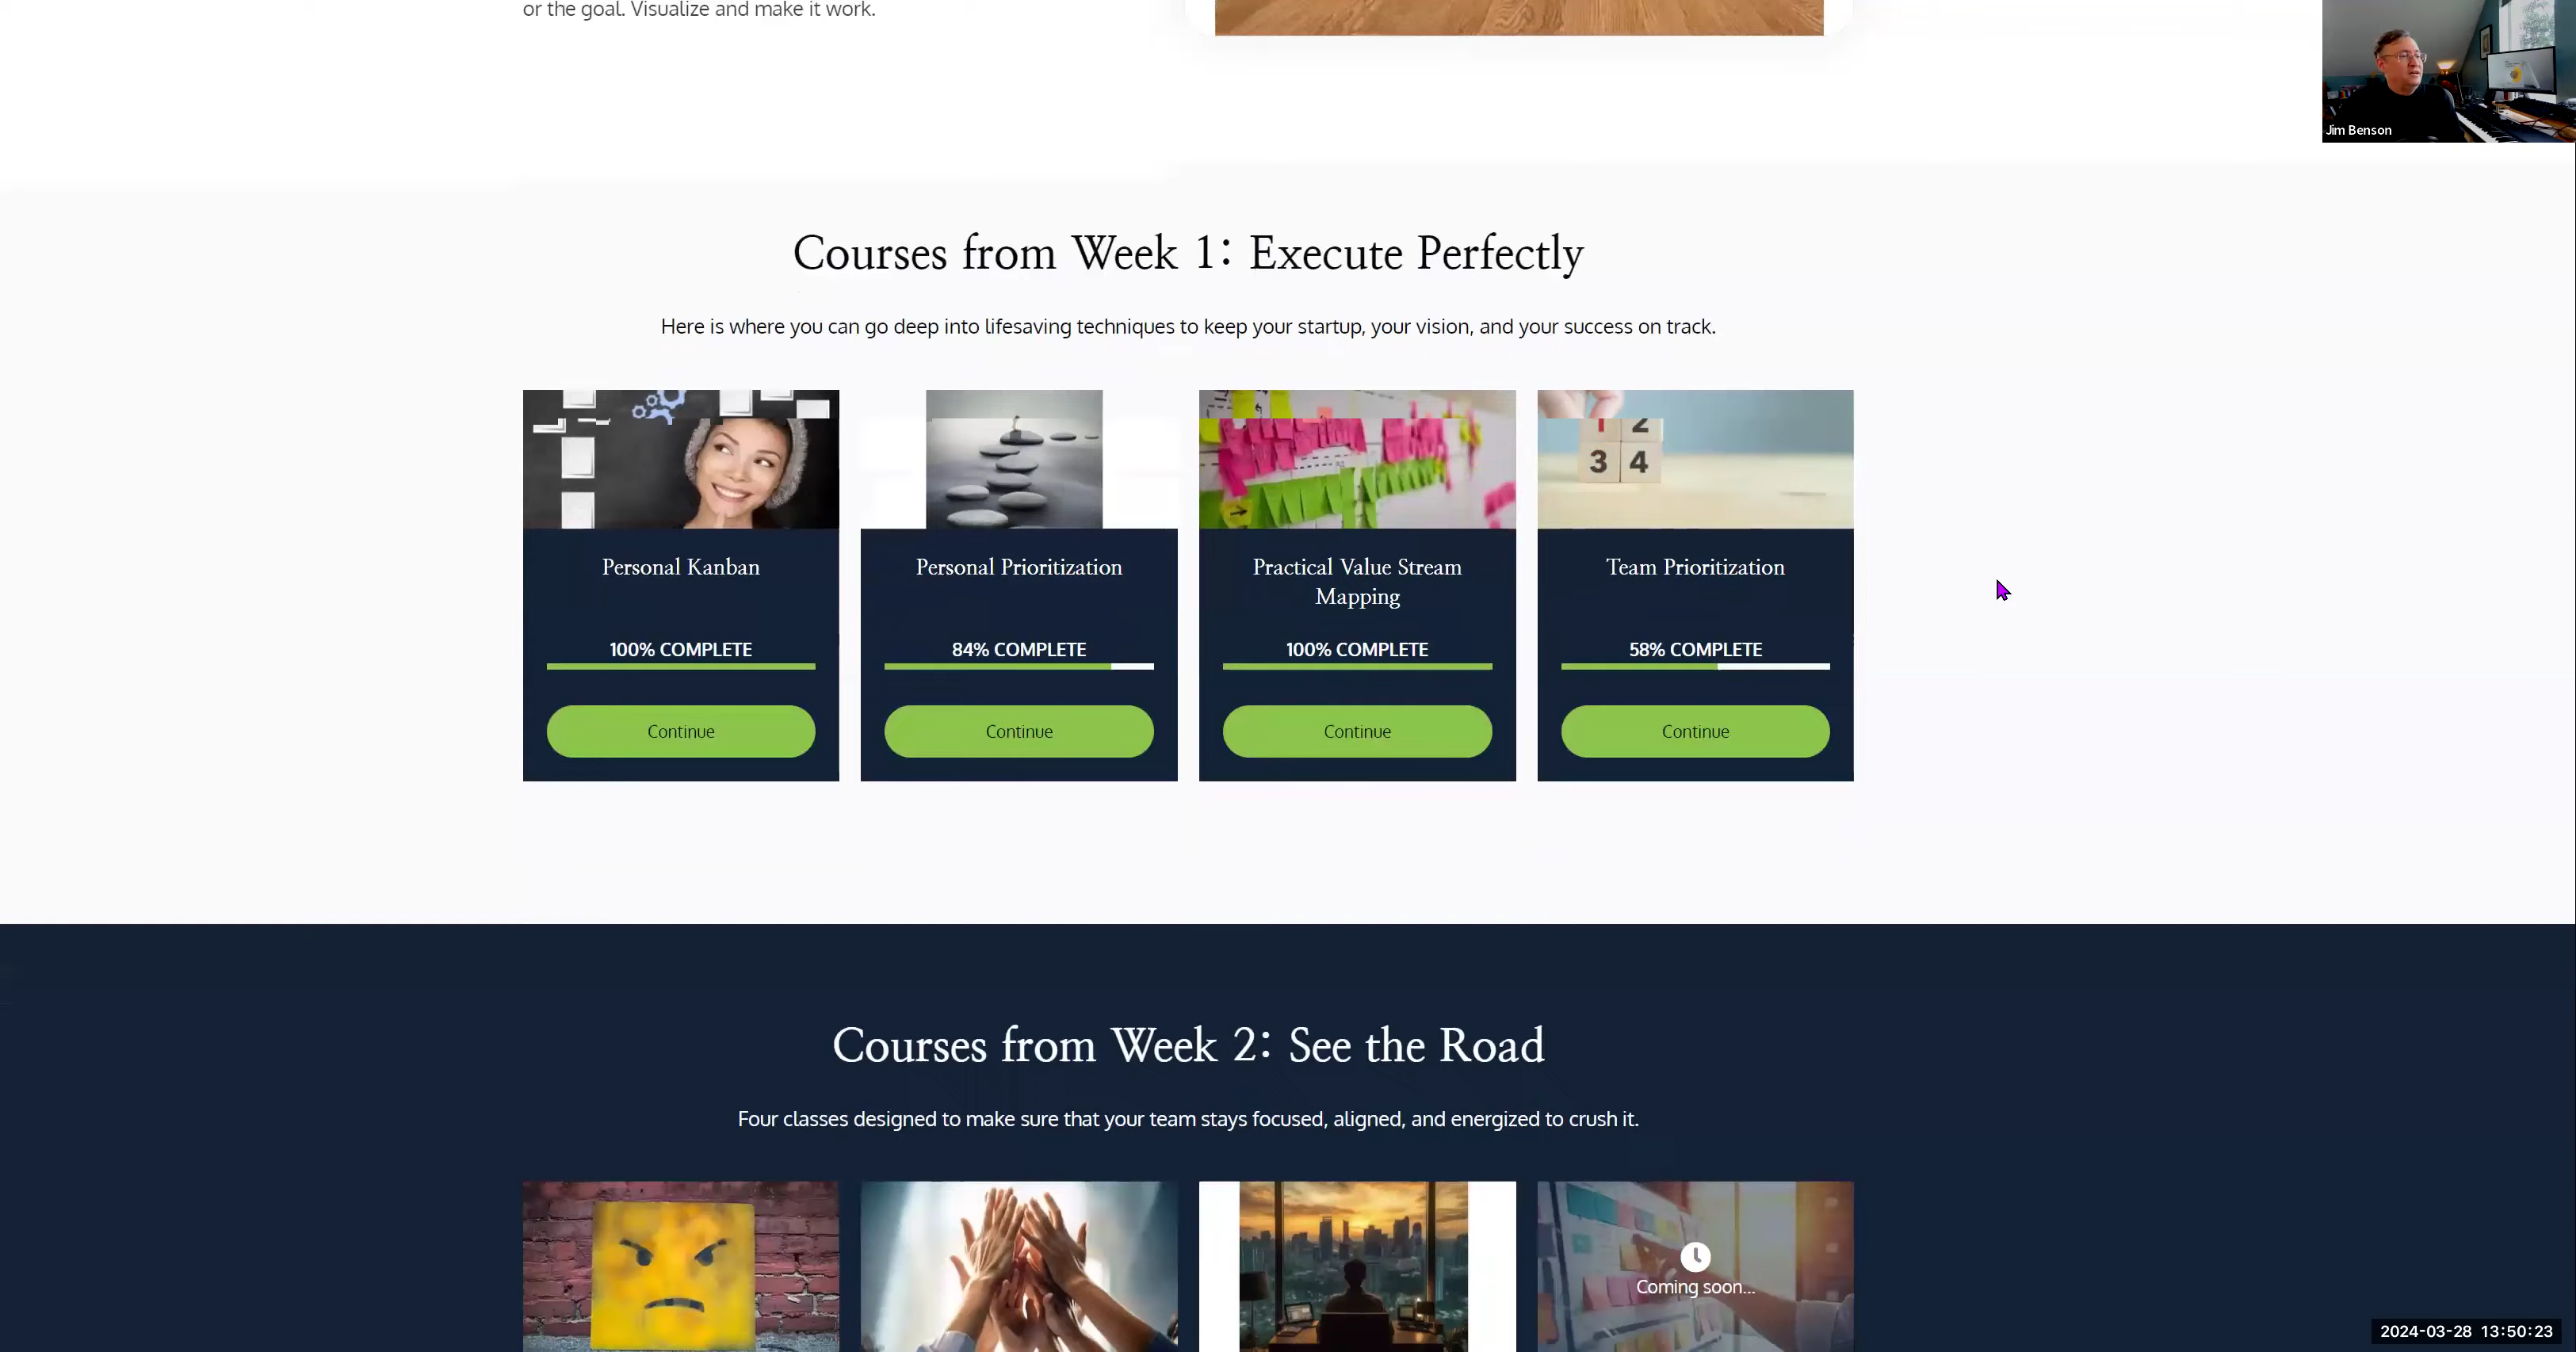 or the goal. Visualize and make it work.
Jim Benson
Courses from Week 1: Execute Perfectly
Here is where you can go deep into lifesaving techniques to keep your startup, your vision, and your success on track.
1 2
3 4
Personal Kanban
100% COMPLETE
Continue
Personal Prioritization
84% COMPLETE
Continue
Practical Value Stream
Mapping
100% COMPLETE
Continue
Team Prioritization
58% COMPLETE
Continue
Courses from Week 2: See the Road
Four classes designed to make sure that your team stays focused, aligned, and energized to crush it.
Coming soon...
2024-03-28 13:50:23